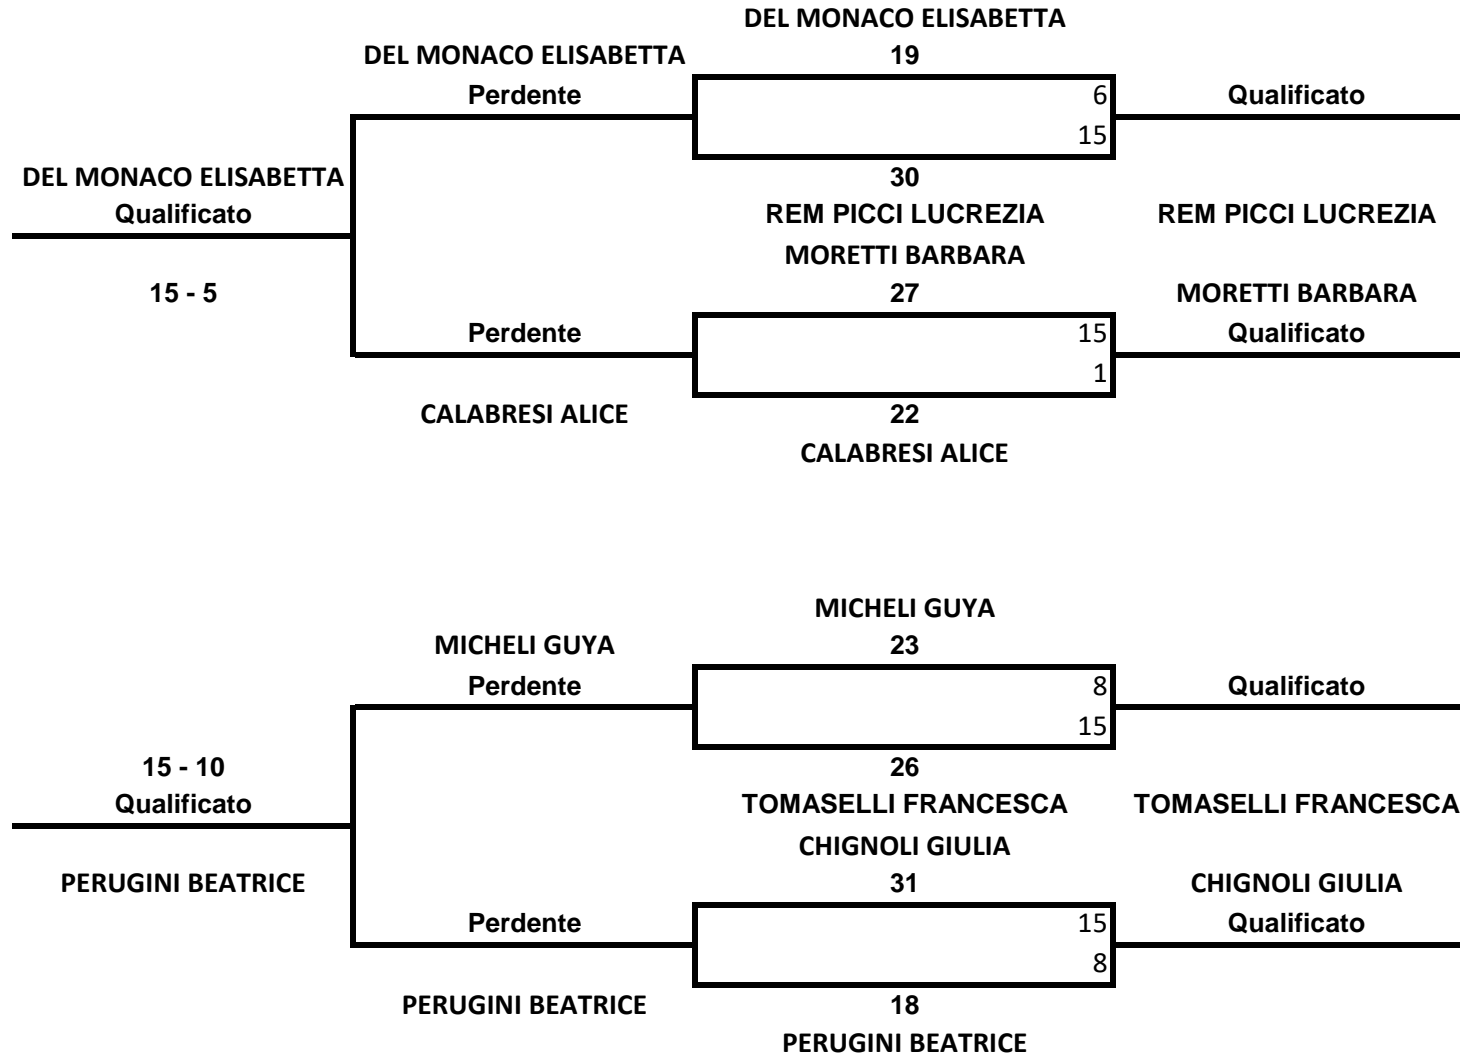 DEL MONACO ELISABETTA
DEL MONACO ELISABETTA 19
Perdente 6 Qualificato
15
DEL MONACO ELISABETTA 30
Qualificato REM PICCI LUCREZIA REM PICCI LUCREZIA
MORETTI BARBARA
15 - 5 27 MORETTI BARBARA
Perdente 15 Qualificato
1
CALABRESI ALICE 22
CALABRESI ALICE
MICHELI GUYA
MICHELI GUYA 23
Perdente 8 Qualificato
15
15 - 10 26
Qualificato TOMASELLI FRANCESCA TOMASELLI FRANCESCA
CHIGNOLI GIULIA
PERUGINI BEATRICE 31 CHIGNOLI GIULIA
Perdente 15 Qualificato
8
PERUGINI BEATRICE 18
PERUGINI BEATRICE